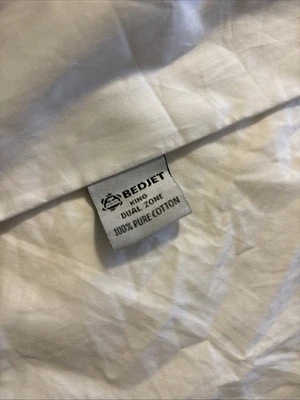 BEDJET
KING
DUAL ZONE
100% PURE COTTON